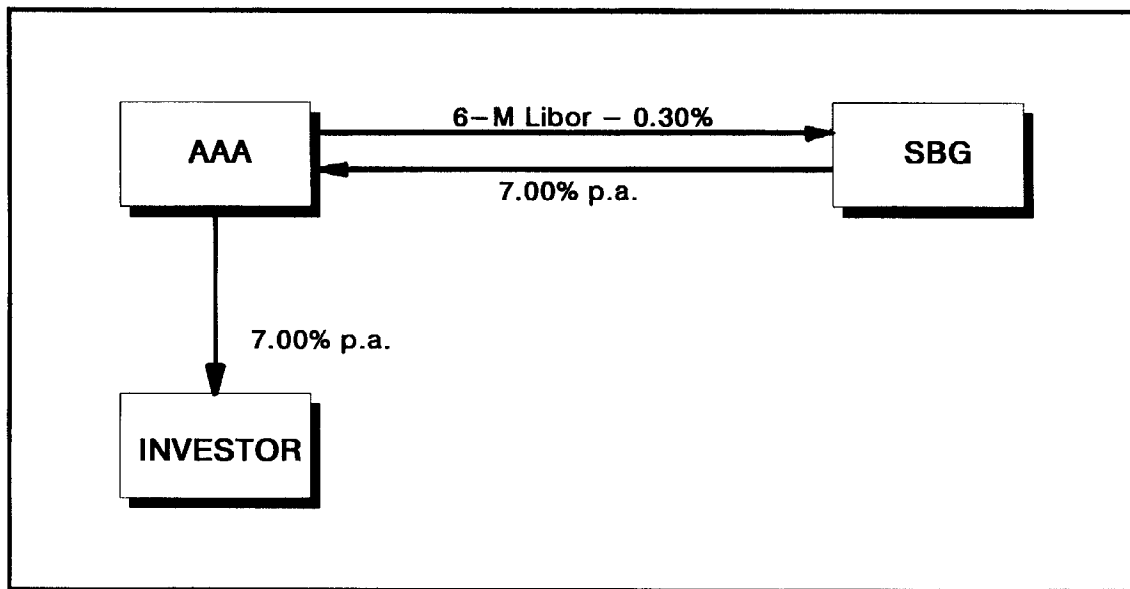 6-M Libor – 0.30%
AAA
SBG
7.00% p.a.
7.00% p.a.
INVESTOR